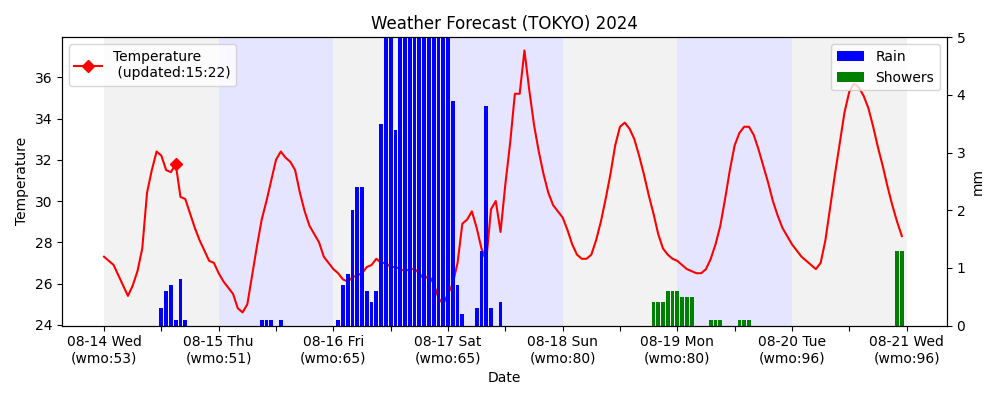 Weather Forecast (TOKYO) 2024
Temperature
(updated:15:22)
Rain
Showers
Temperature
36
34
32
30
28
26
24
5
4
3
2
1
0
mm
08-14 Wed
(wmo:53)
08-15 Thu
(wmo:51)
08-16 Fri
(wmo:65)
08-17 Sat
(wmo:65)
08-18 Sun
(wmo:80)
08-19 Mon
(wmo:80)
08-20 Tue
(wmo:96)
08-21 Wed
(wmo:96)
Date